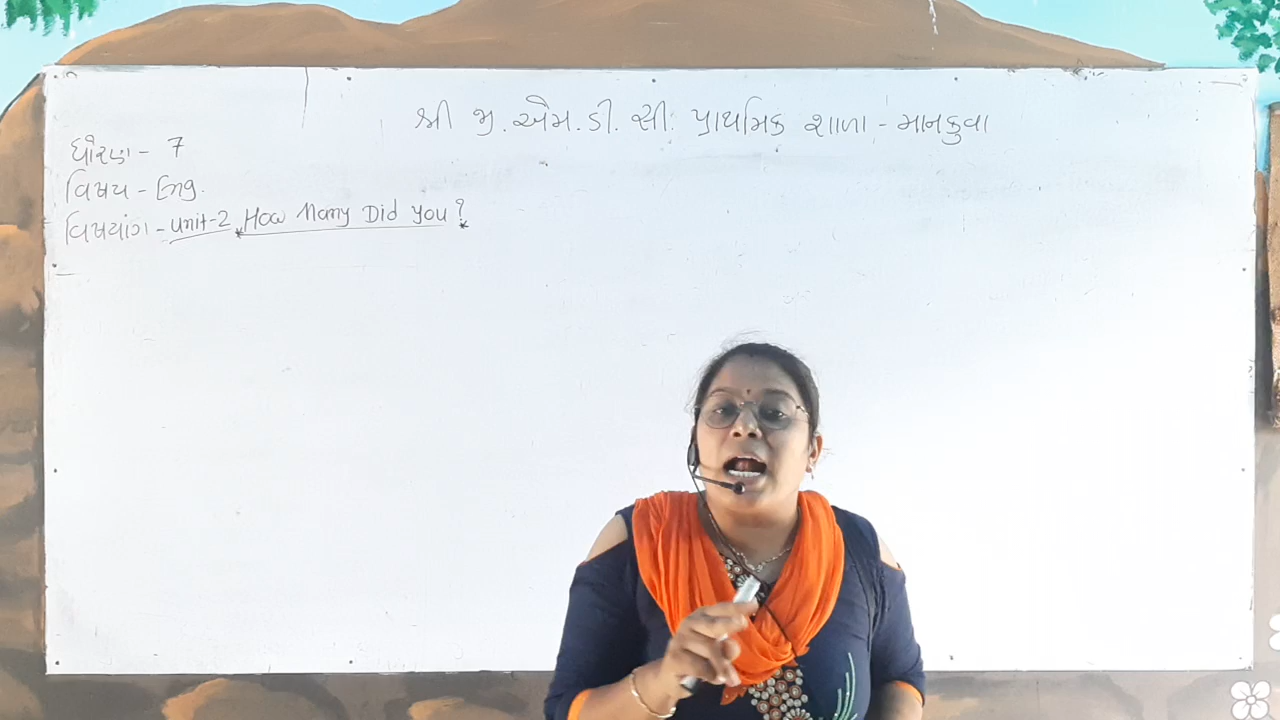 શ્રી જી. એમ. ડી. સી. પ્રાથમિક શાળા - માનકુવા
ધોરણ - 7
વિષય - Eng.
વિષયાંગ - Unit-2 * How Many Did You? *